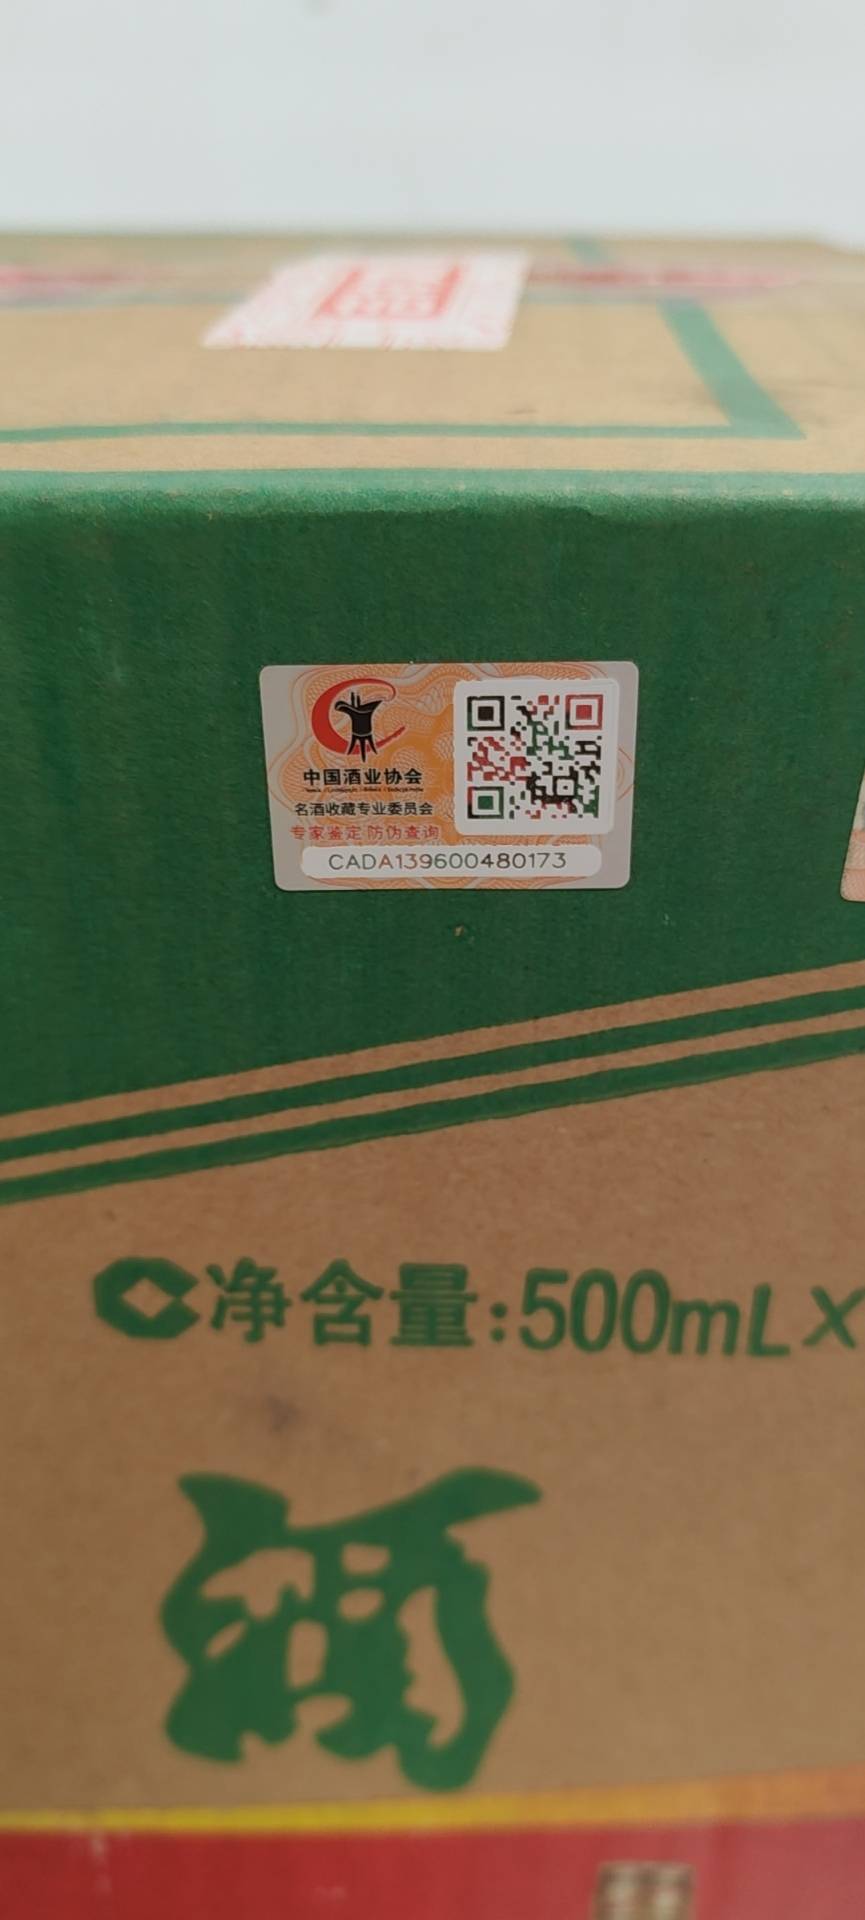 中国酒业协会
名酒收藏专业委员会
专家鉴定 防伪查询
CADA139600480173
净含量:500mL×
酒